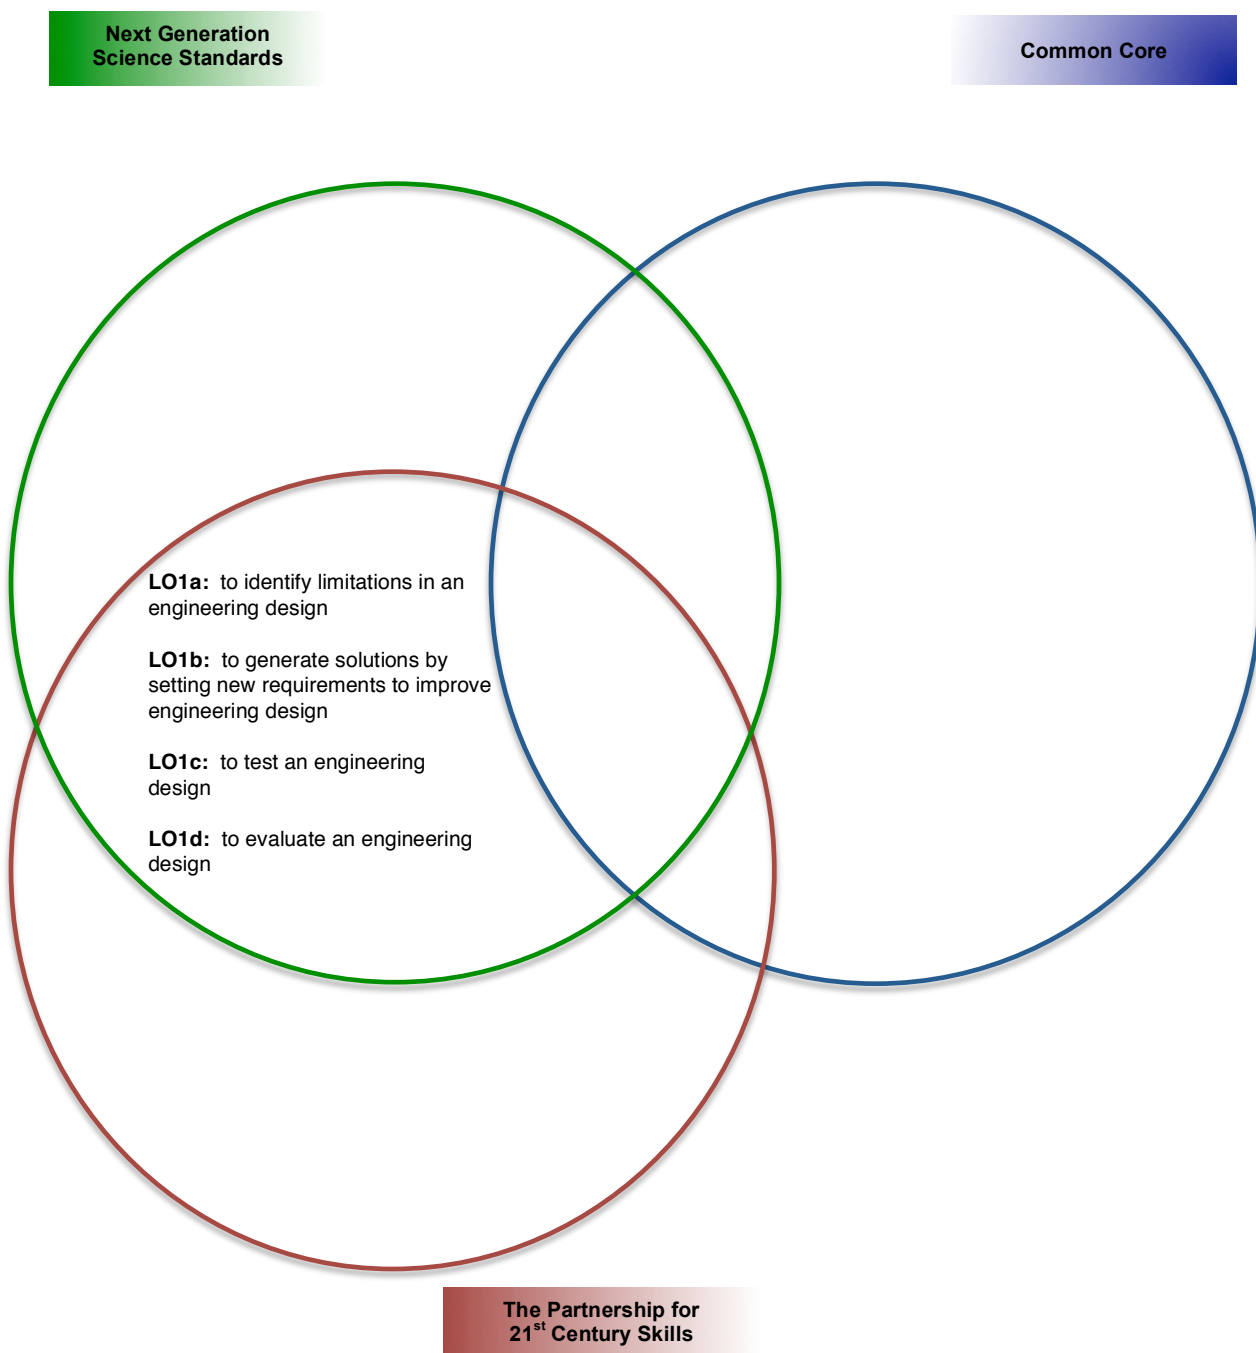 Next Generation
Science Standards
Common Core
LO1a:  to identify limitations in an
engineering design
LO1b:  to generate solutions by
setting new requirements to improve
engineering design
LO1c:  to test an engineering
design
LO1d:  to evaluate an engineering
design
The Partnership for
21st Century Skills